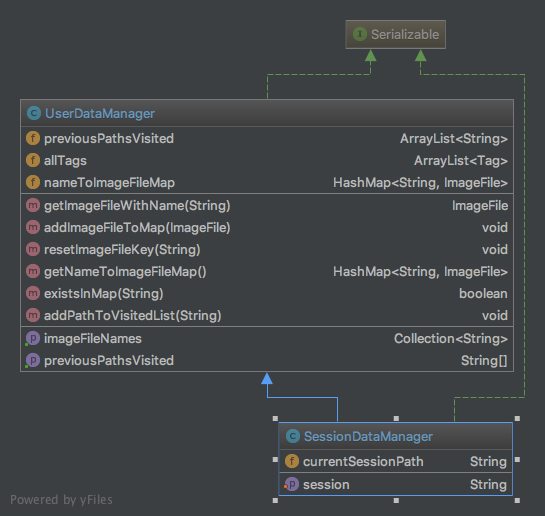 I Serializable
C UserDataManager
f previousPathsVisited ArrayList<String>
f allTags ArrayList<Tag>
f nameToImageFileMap HashMap<String, ImageFile>
m getImageFileWithName(String) ImageFile
m addImageFileToMap(ImageFile) void
m resetImageFileKey(String) void
m getNameToImageFileMap() HashMap<String, ImageFile>
m existsInMap(String) boolean
m addPathToVisitedList(String) void
p imageFileNames Collection<String>
p previousPathsVisited String[]
C SessionDataManager
f currentSessionPath String
p session String
Powered by yFiles